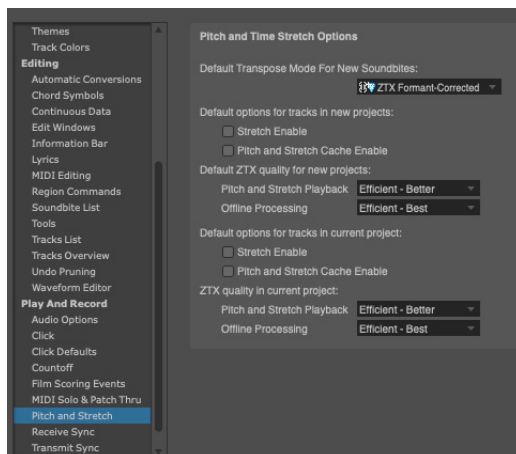 Themes
Track Colors
Editing
Automatic Conversions
Chord Symbols
Continuous Data
Edit Windows
Information Bar
Lyrics
MIDI Editing
Region Commands
Soundbite List
Tools
Tracks List
Tracks Overview
Undo Pruning
Waveform Editor
Play And Record
Audio Options
Click
Click Defaults
Countoff
Film Scoring Events
MIDI Solo & Patch Thru
Pitch and Stretch
Receive Sync
Transmit Sync
Pitch and Time Stretch Options
Default Transpose Mode For New Soundbites:
ZTX Formant-Corrected
Default options for tracks in new projects:
Stretch Enable
Pitch and Stretch Cache Enable
Default ZTX quality for new projects:
Pitch and Stretch Playback Efficient - Better
Offline Processing Efficient - Best
Default options for tracks in current project:
Stretch Enable
Pitch and Stretch Cache Enable
ZTX quality in current project:
Pitch and Stretch Playback Efficient - Better
Offline Processing Efficient - Best